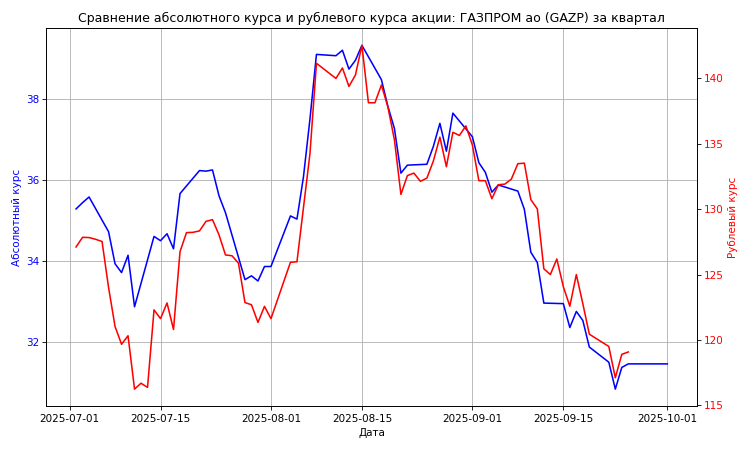 Сравнение абсолютного курса и рублевого курса акции: ГАЗПРОМ ао (GAZP) за квартал
38
36
34
32
Абсолютный курс
140
135
130
125
120
115
Рублевый курс
2025-07-01 2025-07-15 2025-08-01 2025-08-15 2025-09-01 2025-09-15 2025-10-01
Дата